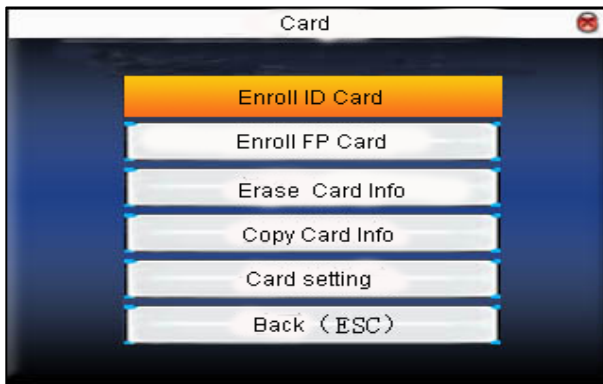 Card
Enroll ID Card
Enroll FP Card
Erase Card Info
Copy Card Info
Card setting
Back（ESC）